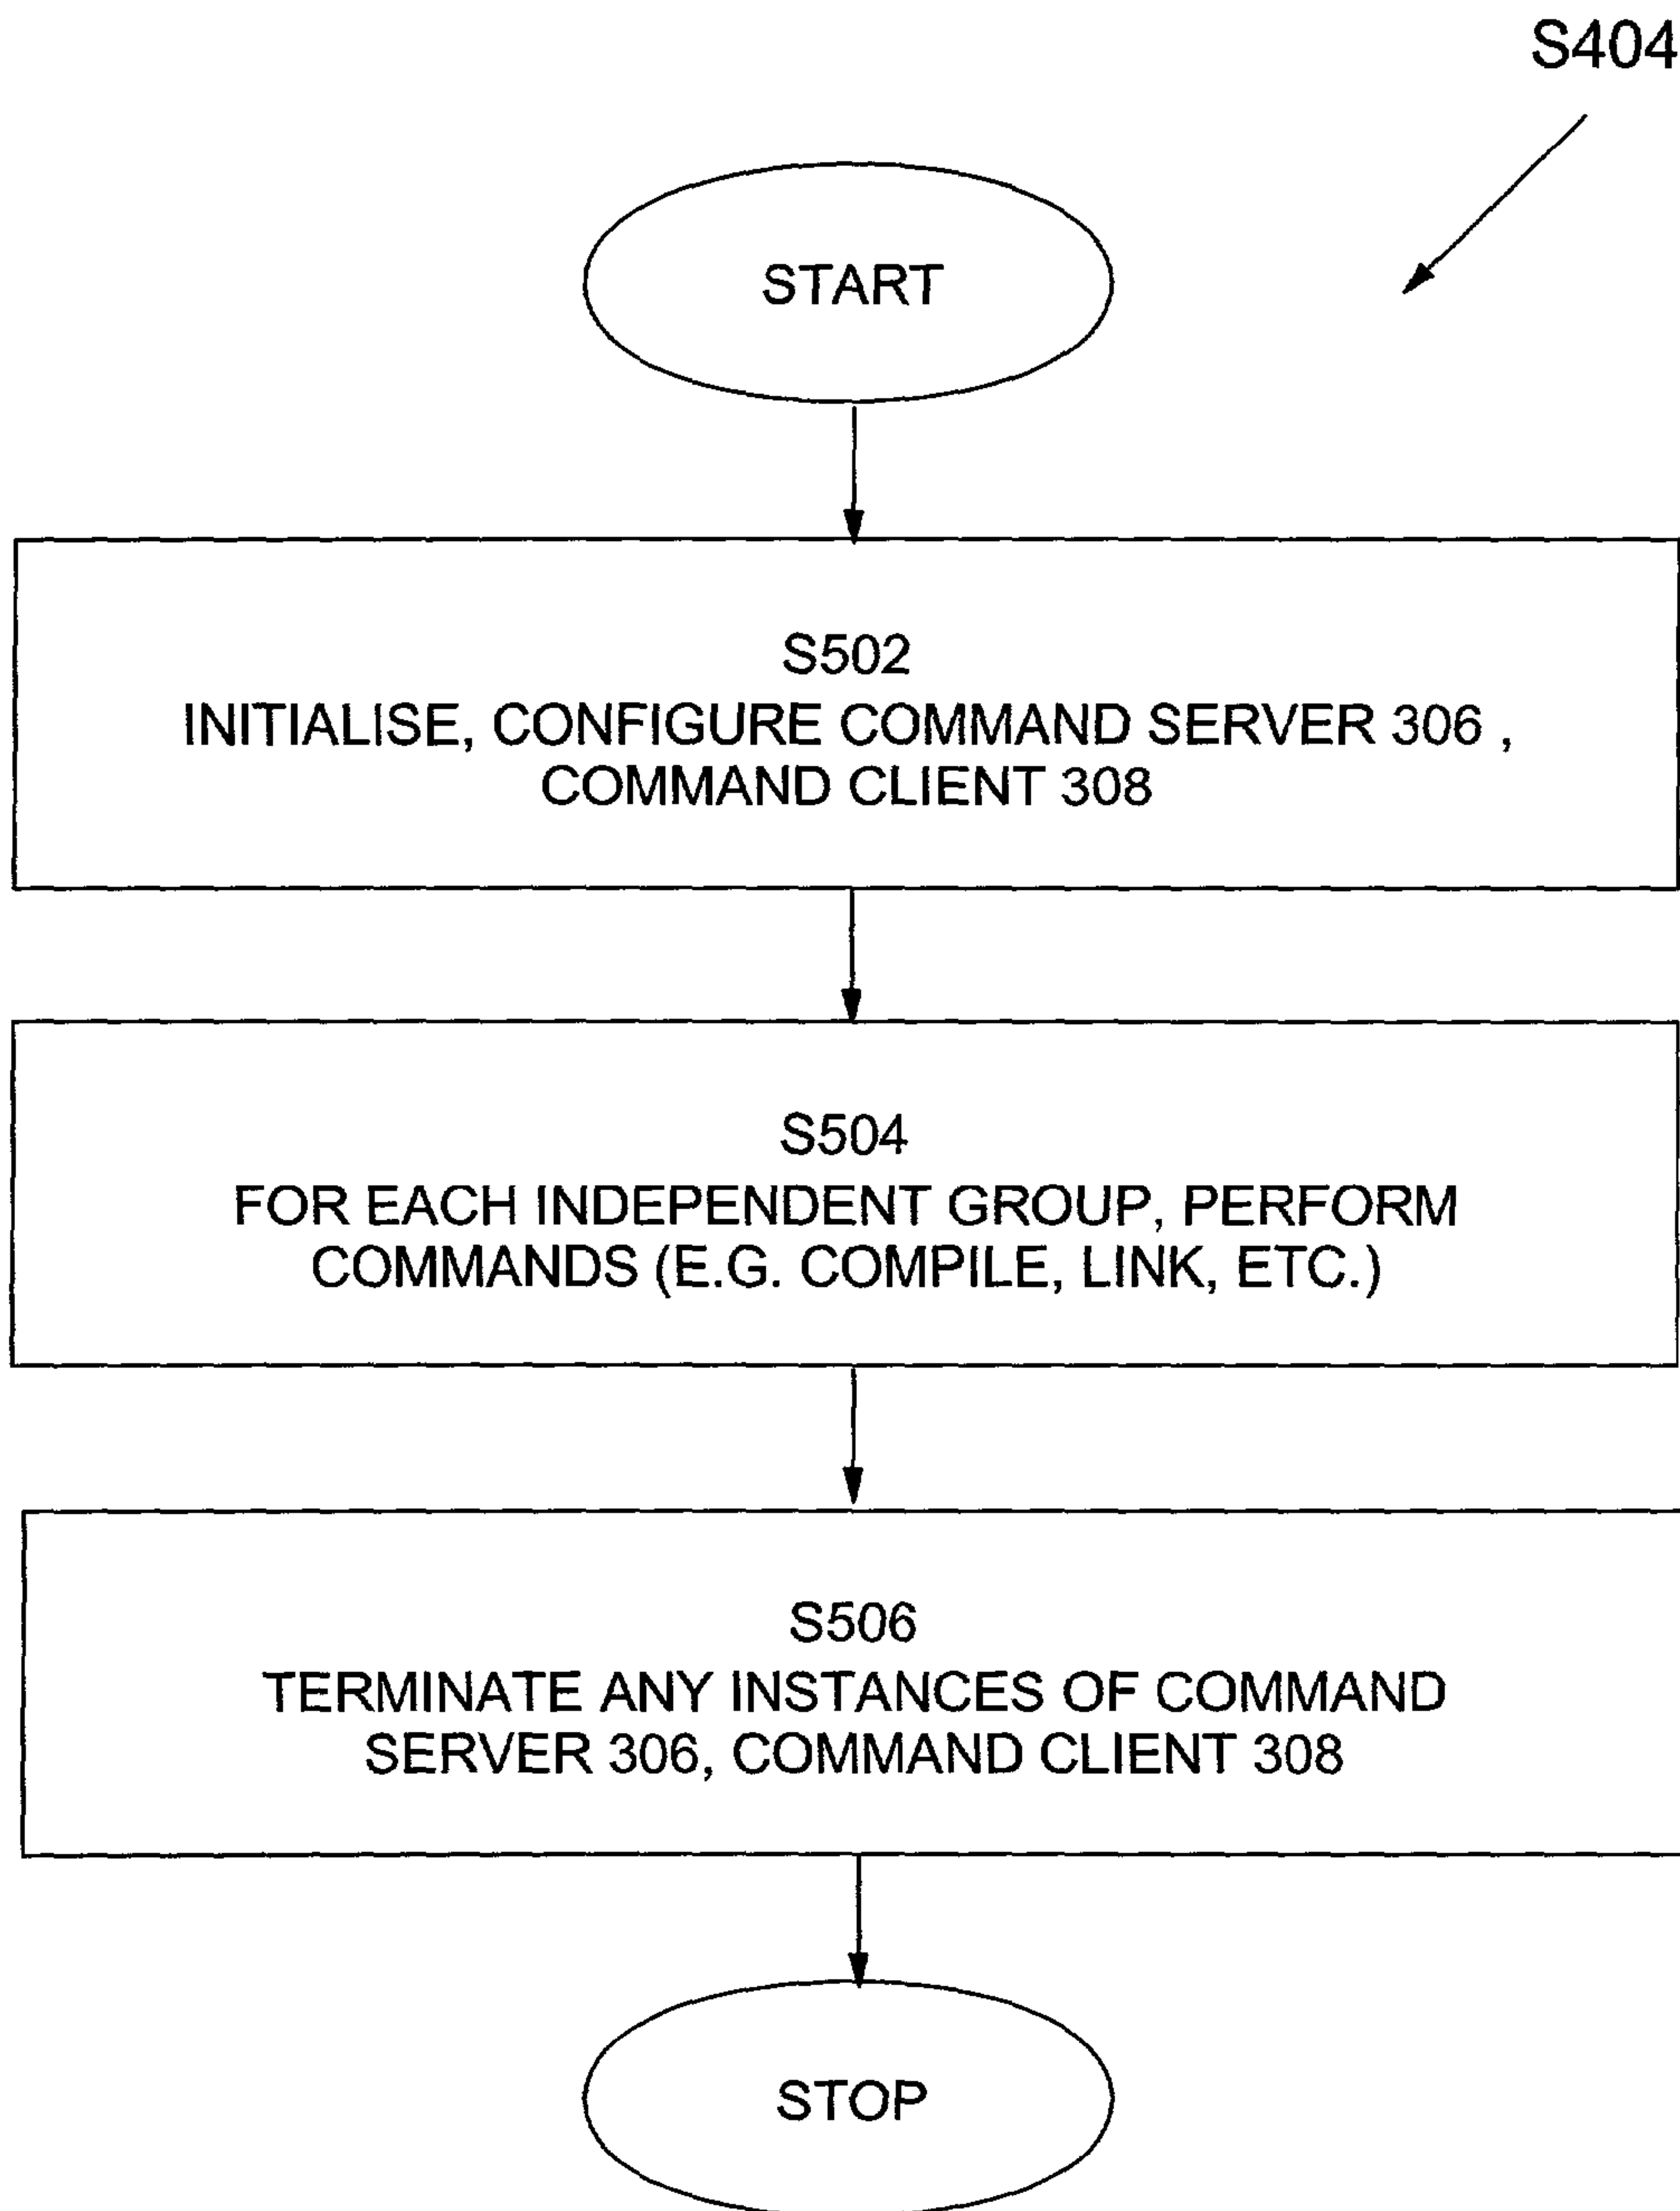 S404
START
S502
INITIALISE, CONFIGURE COMMAND SERVER 306 ,
COMMAND CLIENT 308
S504
FOR EACH INDEPENDENT GROUP, PERFORM
COMMANDS (E.G. COMPILE, LINK, ETC.)
S506
TERMINATE ANY INSTANCES OF COMMAND
SERVER 306, COMMAND CLIENT 308
STOP